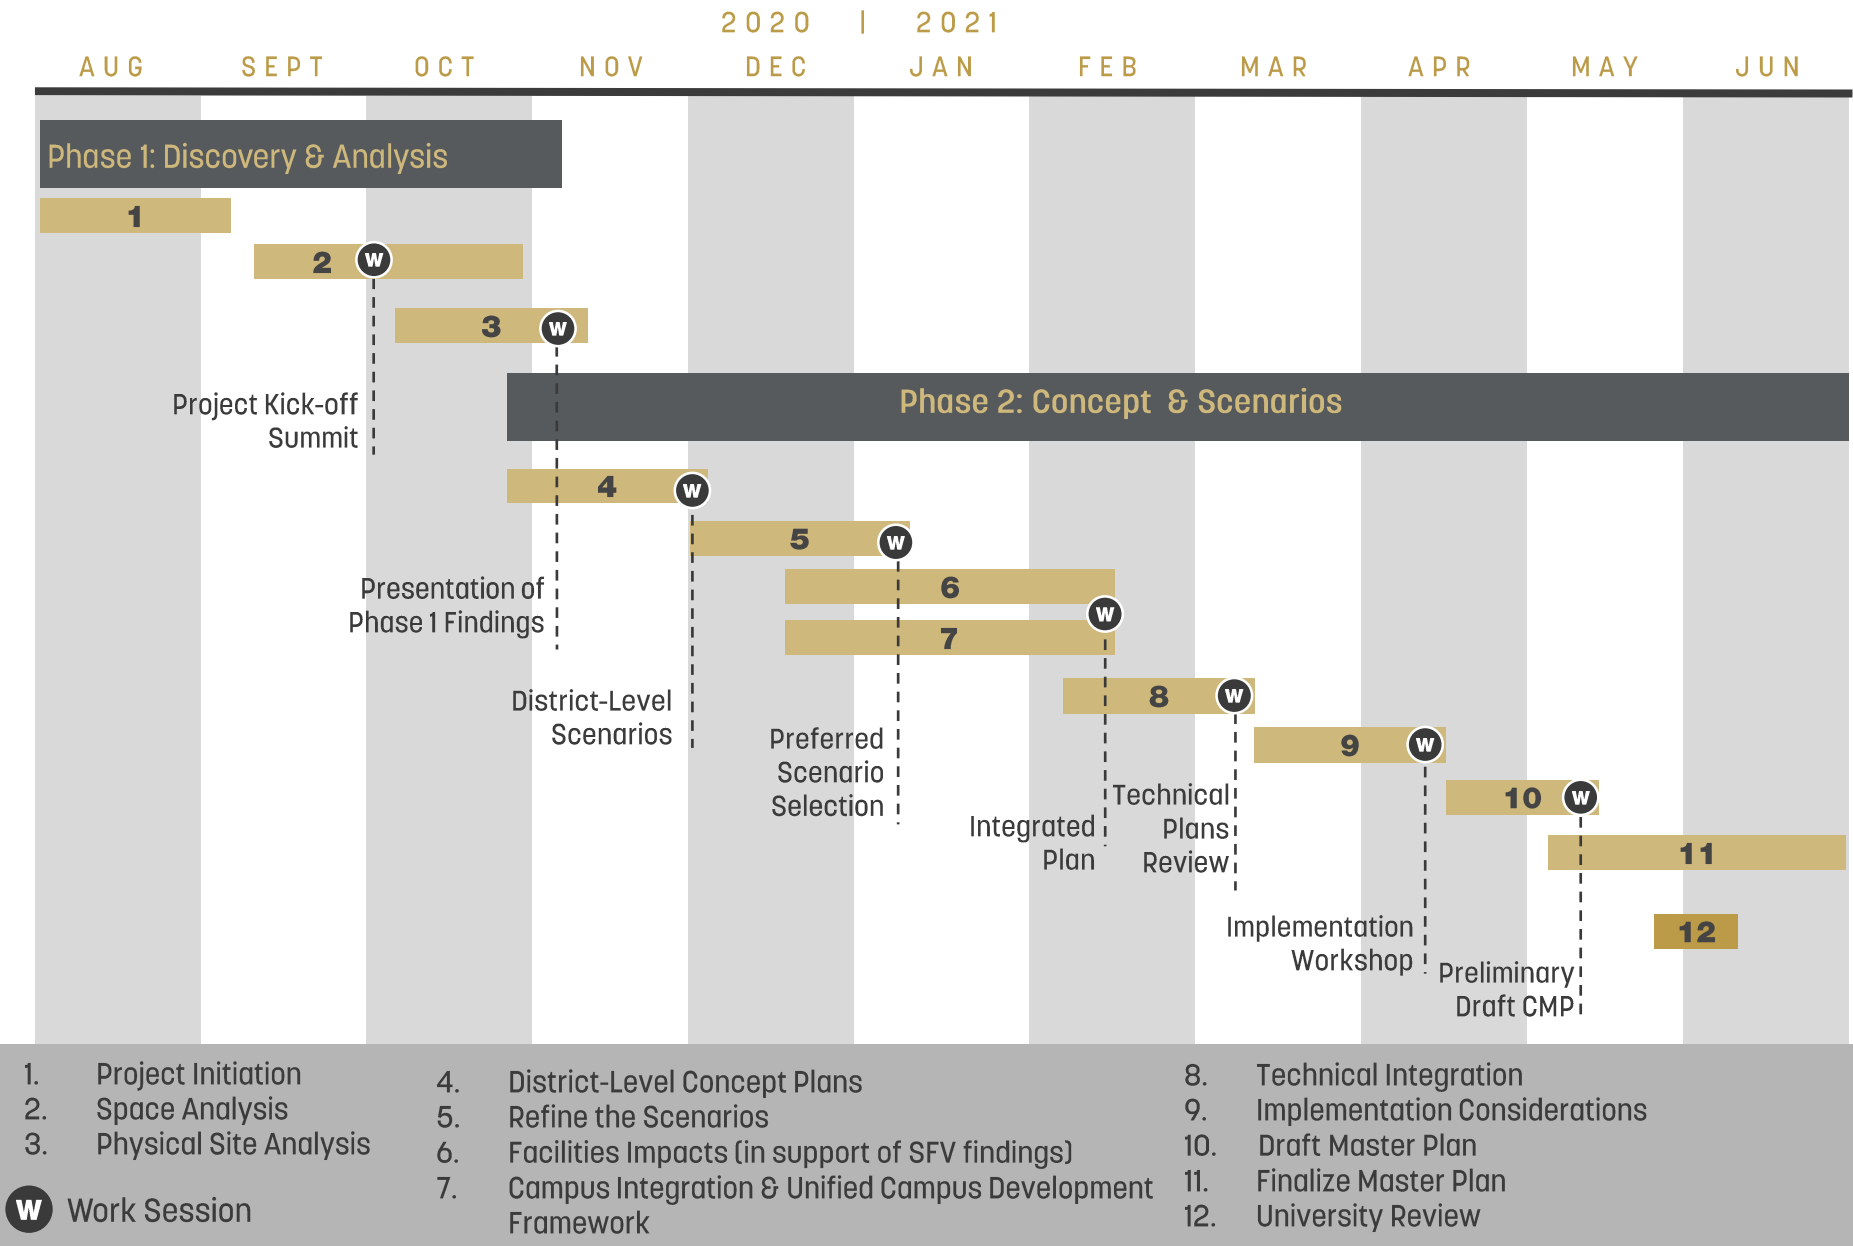 2020 | 2021
AUG SEPT OCT NOV DEC JAN FEB MAR APR MAY JUN
Phase 1: Discovery & Analysis
1
2 W
3 W
Project Kick-off
Summit
Phase 2: Concept & Scenarios
4 W
5 W
6
Presentation of
Phase 1 Findings
W
7
District-Level
Scenarios
8 W
Preferred
Scenario
Selection
9 W
Integrated
Plan
Technical
Plans
Review
10 W
11
Implementation
Workshop
12
Preliminary
Draft CMP
1. Project Initiation
2. Space Analysis
3. Physical Site Analysis
W Work Session
4. District-Level Concept Plans
5. Refine the Scenarios
6. Facilities Impacts (in support of SFV findings)
7. Campus Integration & Unified Campus Development
Framework
8. Technical Integration
9. Implementation Considerations
10. Draft Master Plan
11. Finalize Master Plan
12. University Review